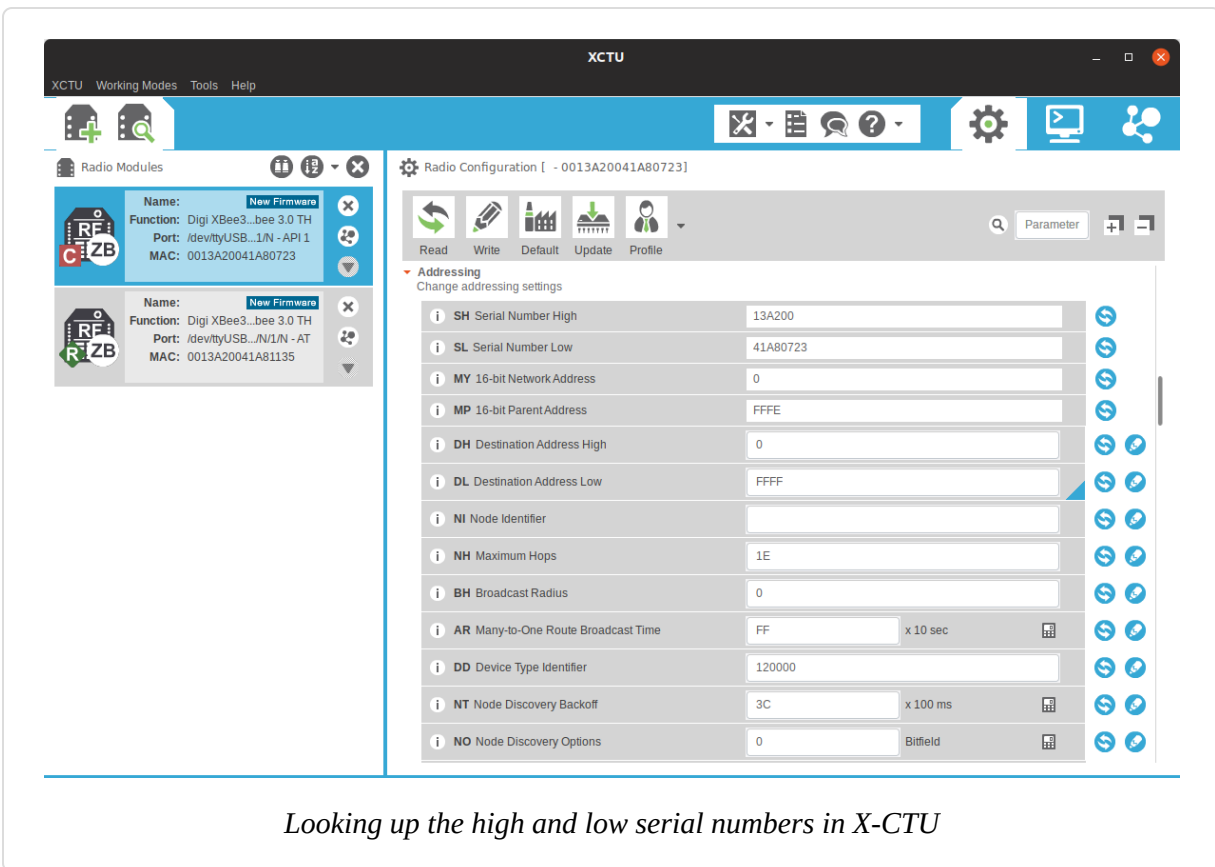 XCTU
XCTU Working Modes Tools Help
Radio Modules
Name: New Firmware
Function: Digi XBee3...bee 3.0 TH
Port: /dev/ttyUSB...1/N - API 1
MAC: 0013A20041A80723
RF
C ZB
Name: New Firmware
Function: Digi XBee3...bee 3.0 TH
Port: /dev/ttyUSB.../N/1/N - AT
MAC: 0013A20041A81135
RF
R ZB
Radio Configuration [ - 0013A20041A80723]
Read Write Default Update Profile
Parameter
Addressing
Change addressing settings
i SH Serial Number High 13A200
i SL Serial Number Low 41A80723
i MY 16-bit Network Address 0
i MP 16-bit Parent Address FFFE
i DH Destination Address High 0
i DL Destination Address Low FFFF
i NI Node Identifier
i NH Maximum Hops 1E
i BH Broadcast Radius 0
i AR Many-to-One Route Broadcast Time FF x 10 sec
i DD Device Type Identifier 120000
i NT Node Discovery Backoff 3C x 100 ms
i NO Node Discovery Options 0 Bitfield
Looking up the high and low serial numbers in X-CTU